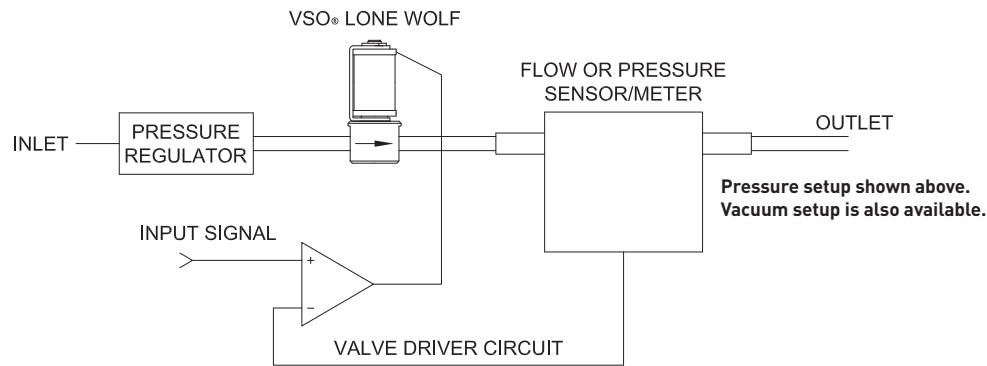 VSO® LONE WOLF
FLOW OR PRESSURE
SENSOR/METER
INLET
PRESSURE
REGULATOR
OUTLET
Pressure setup shown above.
Vacuum setup is also available.
INPUT SIGNAL
+
−
VALVE DRIVER CIRCUIT